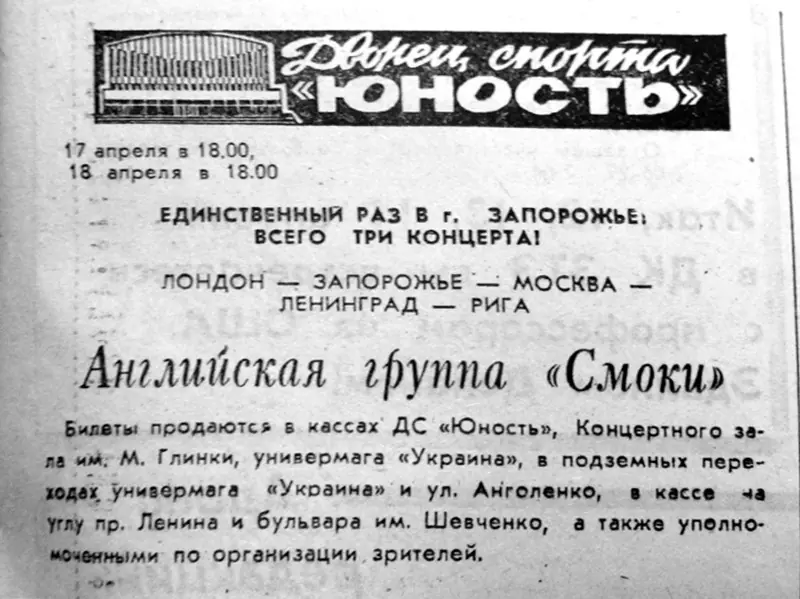 Дворец спорта
«ЮНОСТЬ»
17 апреля в 18.00,
18 апреля в 18.00
ЕДИНСТВЕННЫЙ РАЗ В г. ЗАПОРОЖЬЕ:
ВСЕГО ТРИ КОНЦЕРТА!
ЛОНДОН — ЗАПОРОЖЬЕ — МОСКВА —
ЛЕНИНГРАД — РИГА
Английская группа «Смоки»
Билеты продаются в кассах ДС «Юность», Концертного за-
ла им. М. Глинки, универмага «Украина», в подземных пере-
ходах универмага «Украина» и ул. Анголенко, в кассе на
углу пр. Ленина и бульвара им. Шевченко, а также уполно-
моченными по организации зрителей.